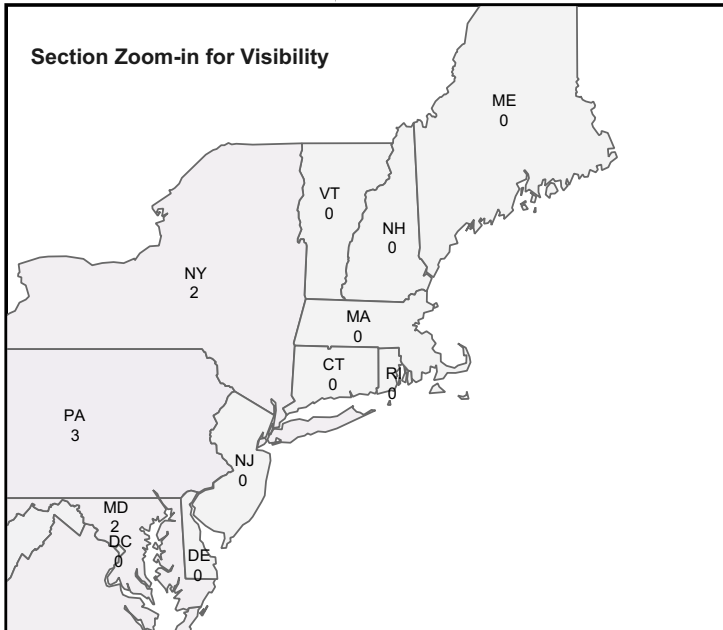 Section Zoom-in for Visibility
ME
0
VT
0
NH
0
NY
2
MA
0
CT
0
RI
0
PA
3
NJ
0
MD
2
DC
0
DE
0